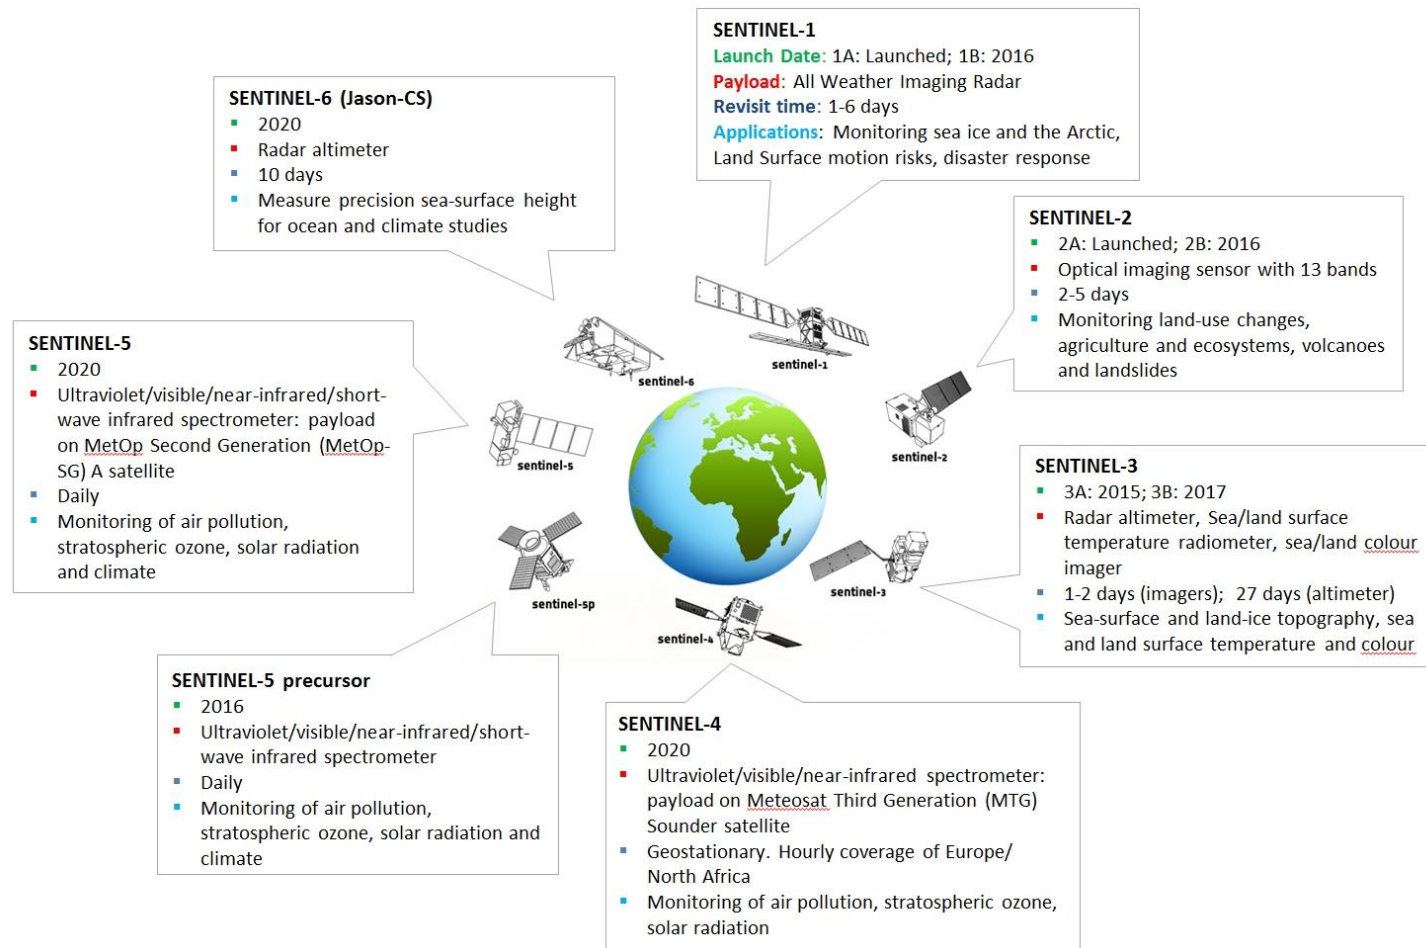 SENTINEL-1
Launch Date: 1A: Launched; 1B: 2016
Payload: All Weather Imaging Radar
Revisit time: 1-6 days
Applications: Monitoring sea ice and the Arctic,
Land Surface motion risks, disaster response
SENTINEL-6 (Jason-CS)
2020
Radar altimeter
10 days
Measure precision sea-surface height
for ocean and climate studies
SENTINEL-2
2A: Launched; 2B: 2016
Optical imaging sensor with 13 bands
2-5 days
Monitoring land-use changes,
agriculture and ecosystems, volcanoes
and landslides
SENTINEL-5
2020
Ultraviolet/visible/near-infrared/short-
wave infrared spectrometer: payload
on MetOp Second Generation (MetOp-
SG) A satellite
Daily
Monitoring of air pollution,
stratospheric ozone, solar radiation
and climate
sentinel-1
sentinel-6
sentinel-2
sentinel-5
sentinel-3
sentinel-5p
sentinel-4
SENTINEL-3
3A: 2015; 3B: 2017
Radar altimeter, Sea/land surface
temperature radiometer, sea/land colour
imager
1-2 days (imagers); 27 days (altimeter)
Sea-surface and land-ice topography, sea
and land surface temperature and colour
SENTINEL-5 precursor
2016
Ultraviolet/visible/near-infrared/short-
wave infrared spectrometer
Daily
Monitoring of air pollution,
stratospheric ozone, solar radiation and
climate
SENTINEL-4
2020
Ultraviolet/visible/near-infrared spectrometer:
payload on Meteosat Third Generation (MTG)
Sounder satellite
Geostationary. Hourly coverage of Europe/
North Africa
Monitoring of air pollution, stratospheric ozone,
solar radiation